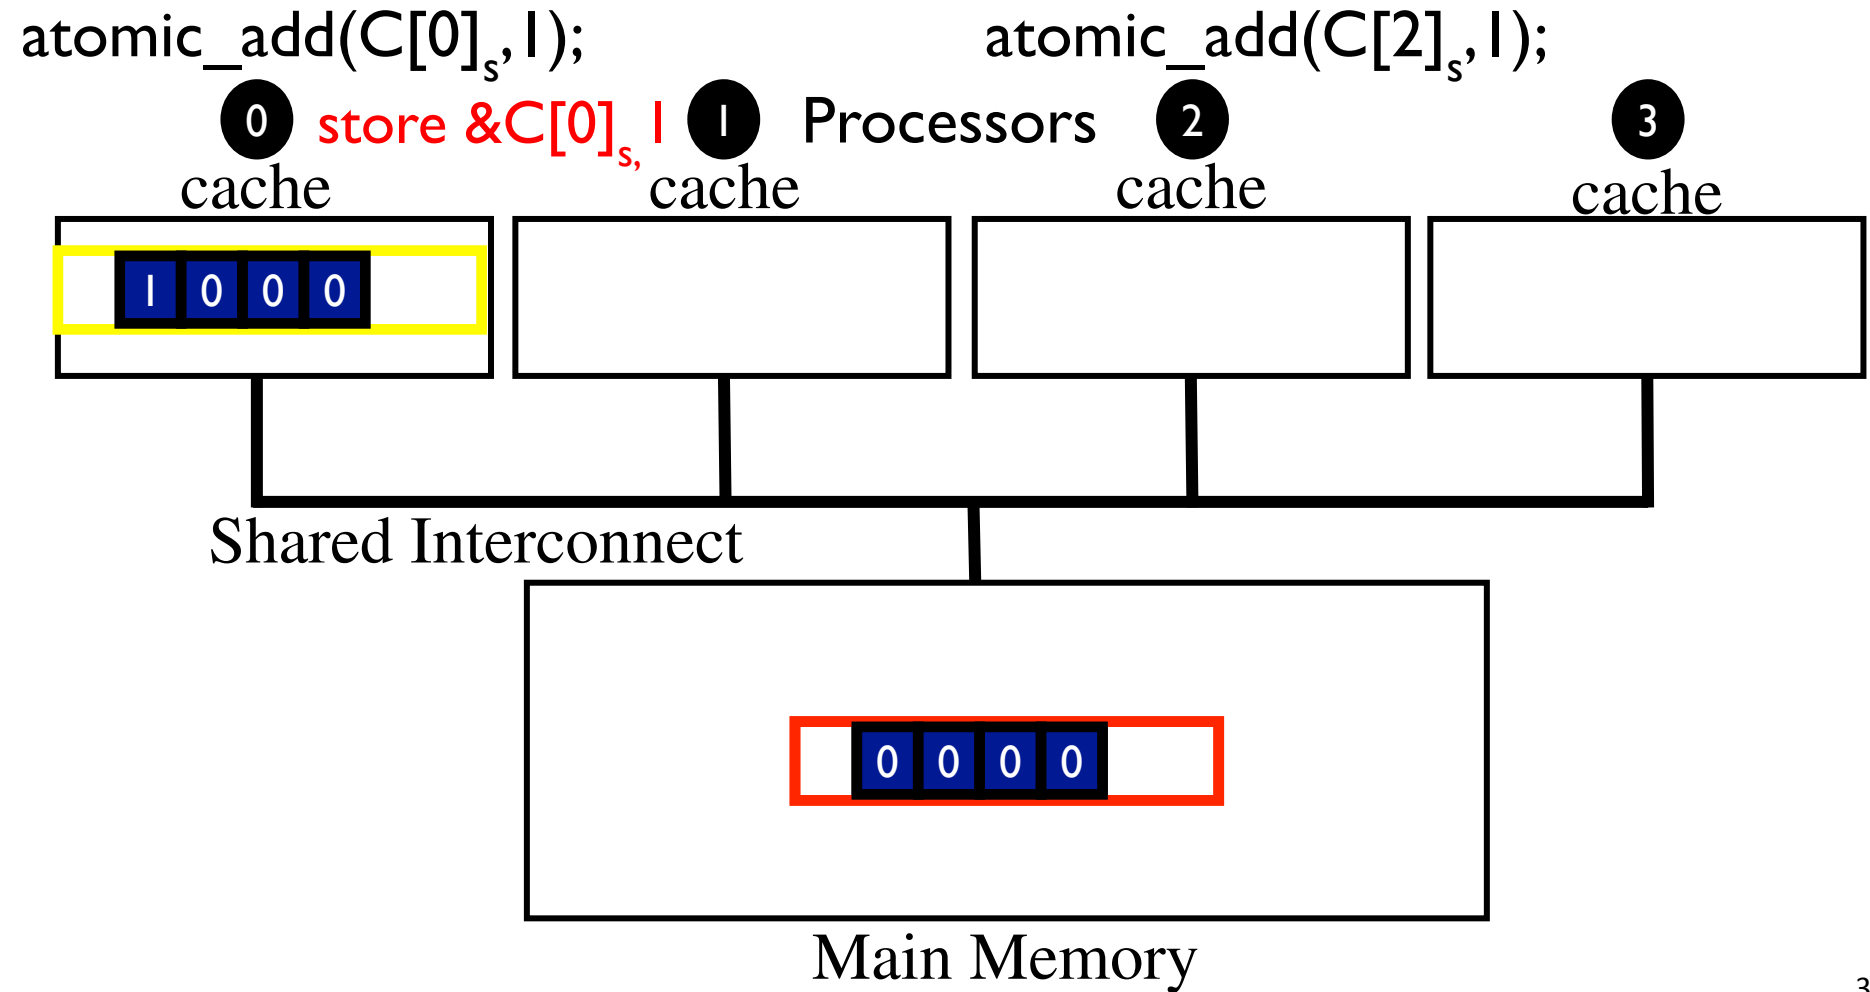 atomic_add(C[0]s,1); atomic_add(C[2]s,1);
0 store &C[0]s, 1 1 Processors 2 3
cache cache cache cache
1 0 0 0
Shared Interconnect
0 0 0 0
Main Memory
3